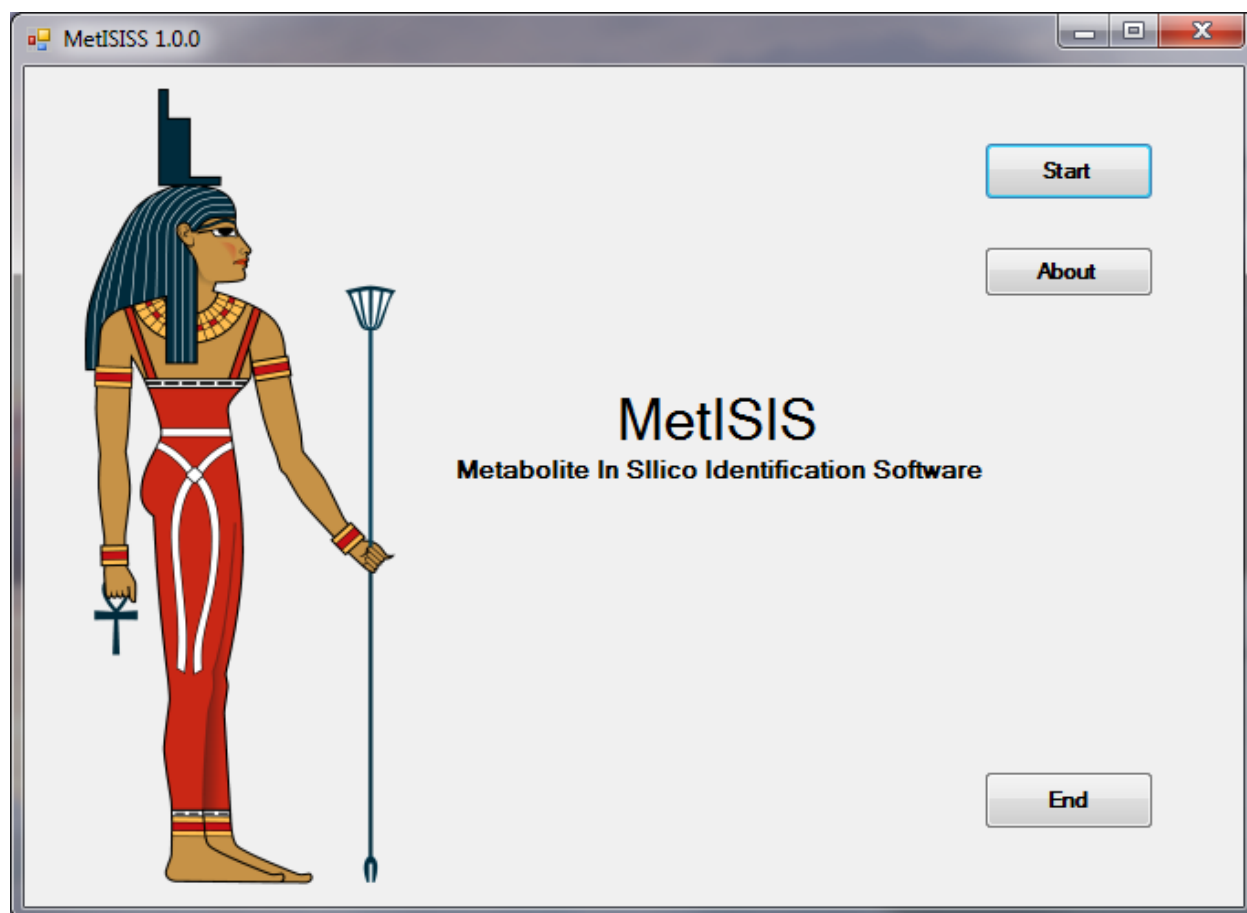 MetISISS 1.0.0
Start
About
MetISIS
Metabolite In SIlico Identification Software
End